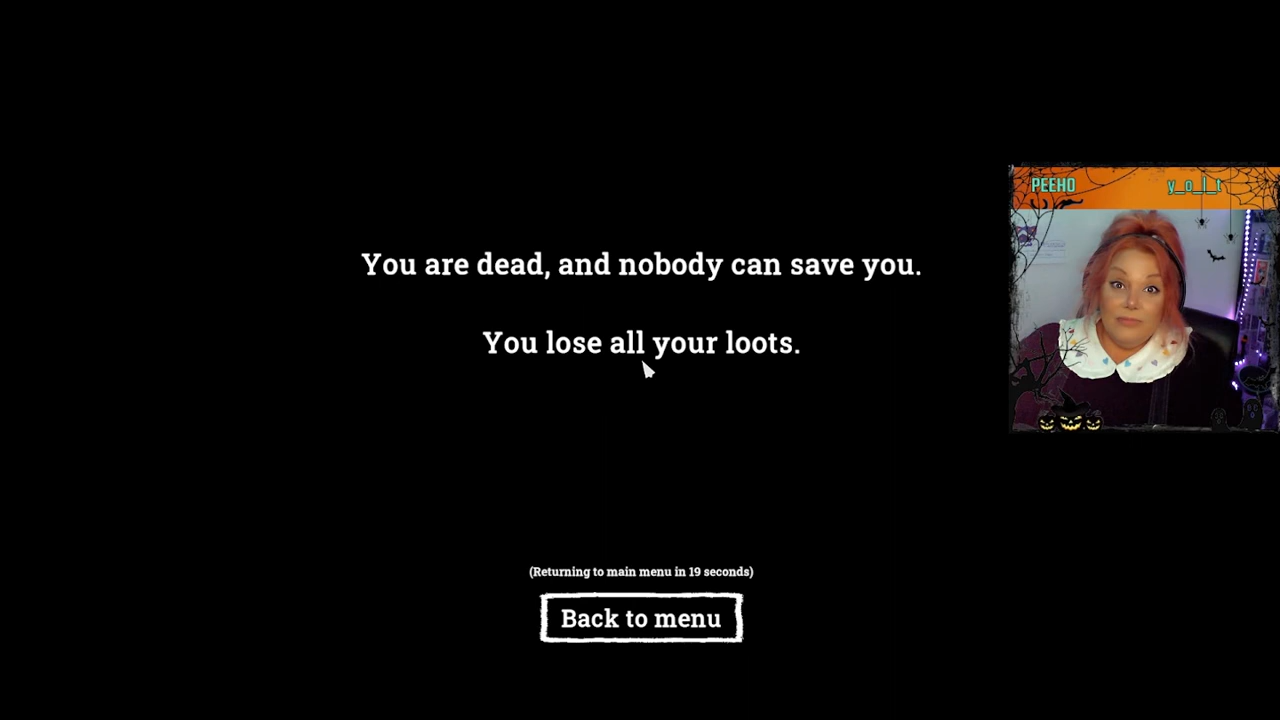 PEEHO y_o_l_t
You are dead, and nobody can save you.
You lose all your loots.
(Returning to main menu in 19 seconds)
Back to menu